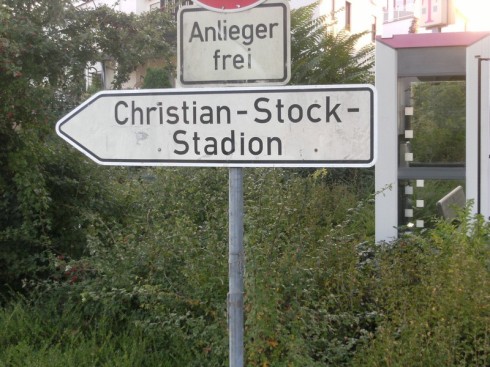 Anlieger
frei
Christian-Stock-
Stadion